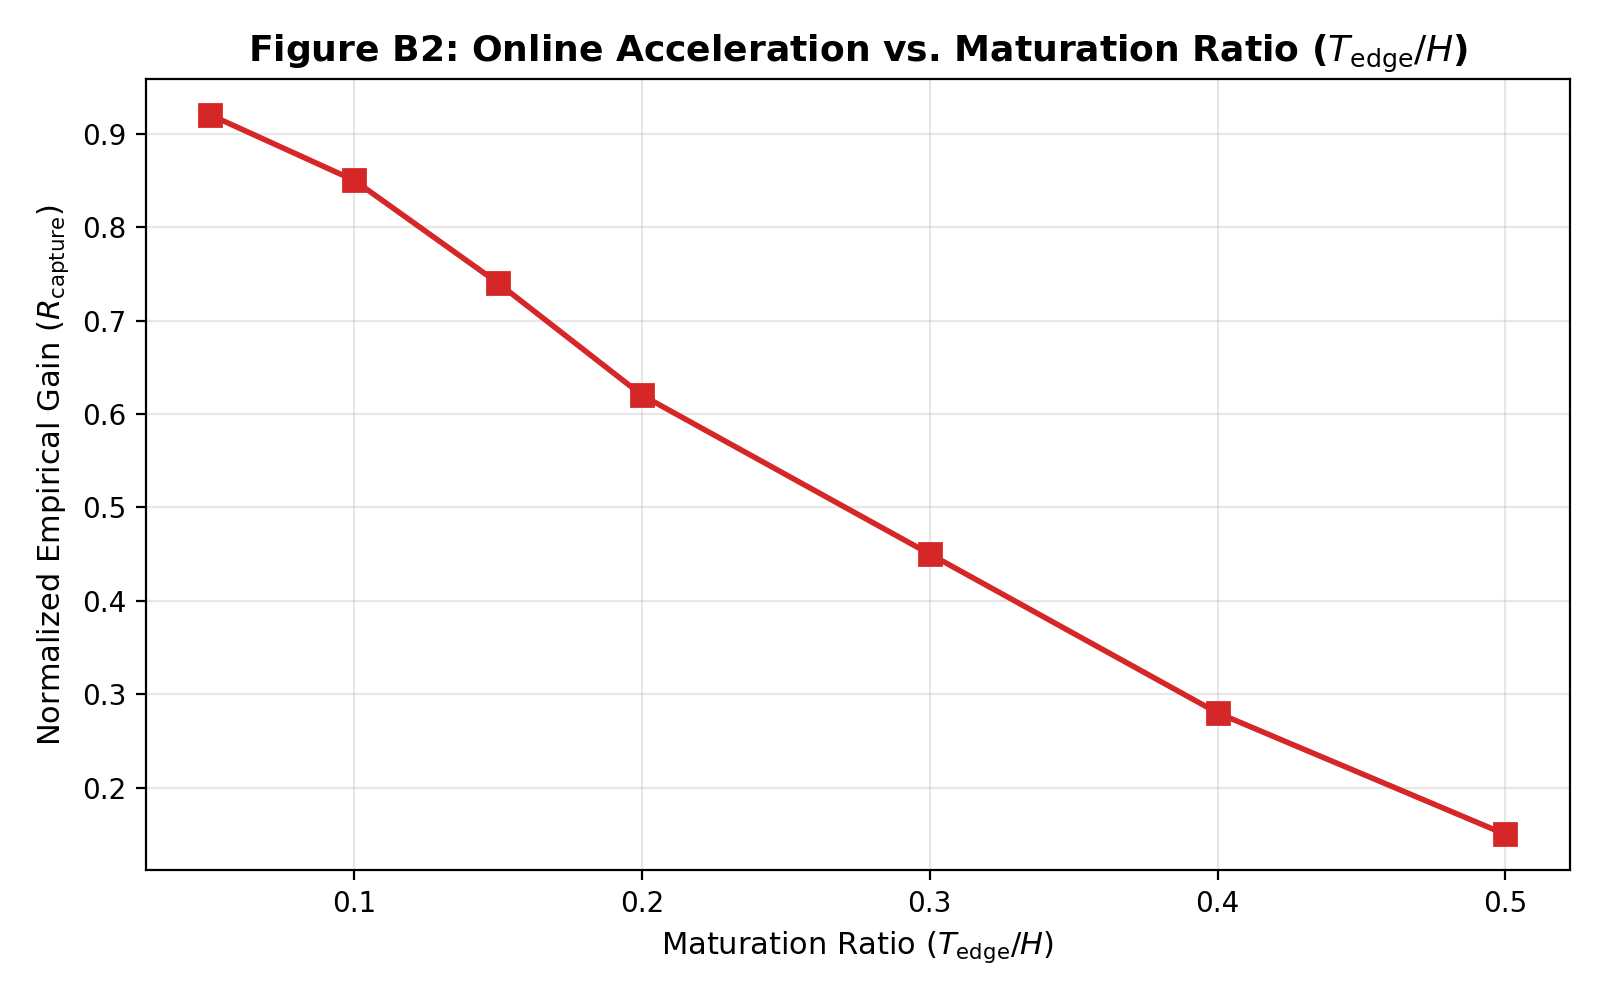 Figure B2: Online Acceleration vs. Maturation Ratio (T_edge/H)
Normalized Empirical Gain (R_capture)
0.9
0.8
0.7
0.6
0.5
0.4
0.3
0.2
0.1 0.2 0.3 0.4 0.5
Maturation Ratio (T_edge/H)